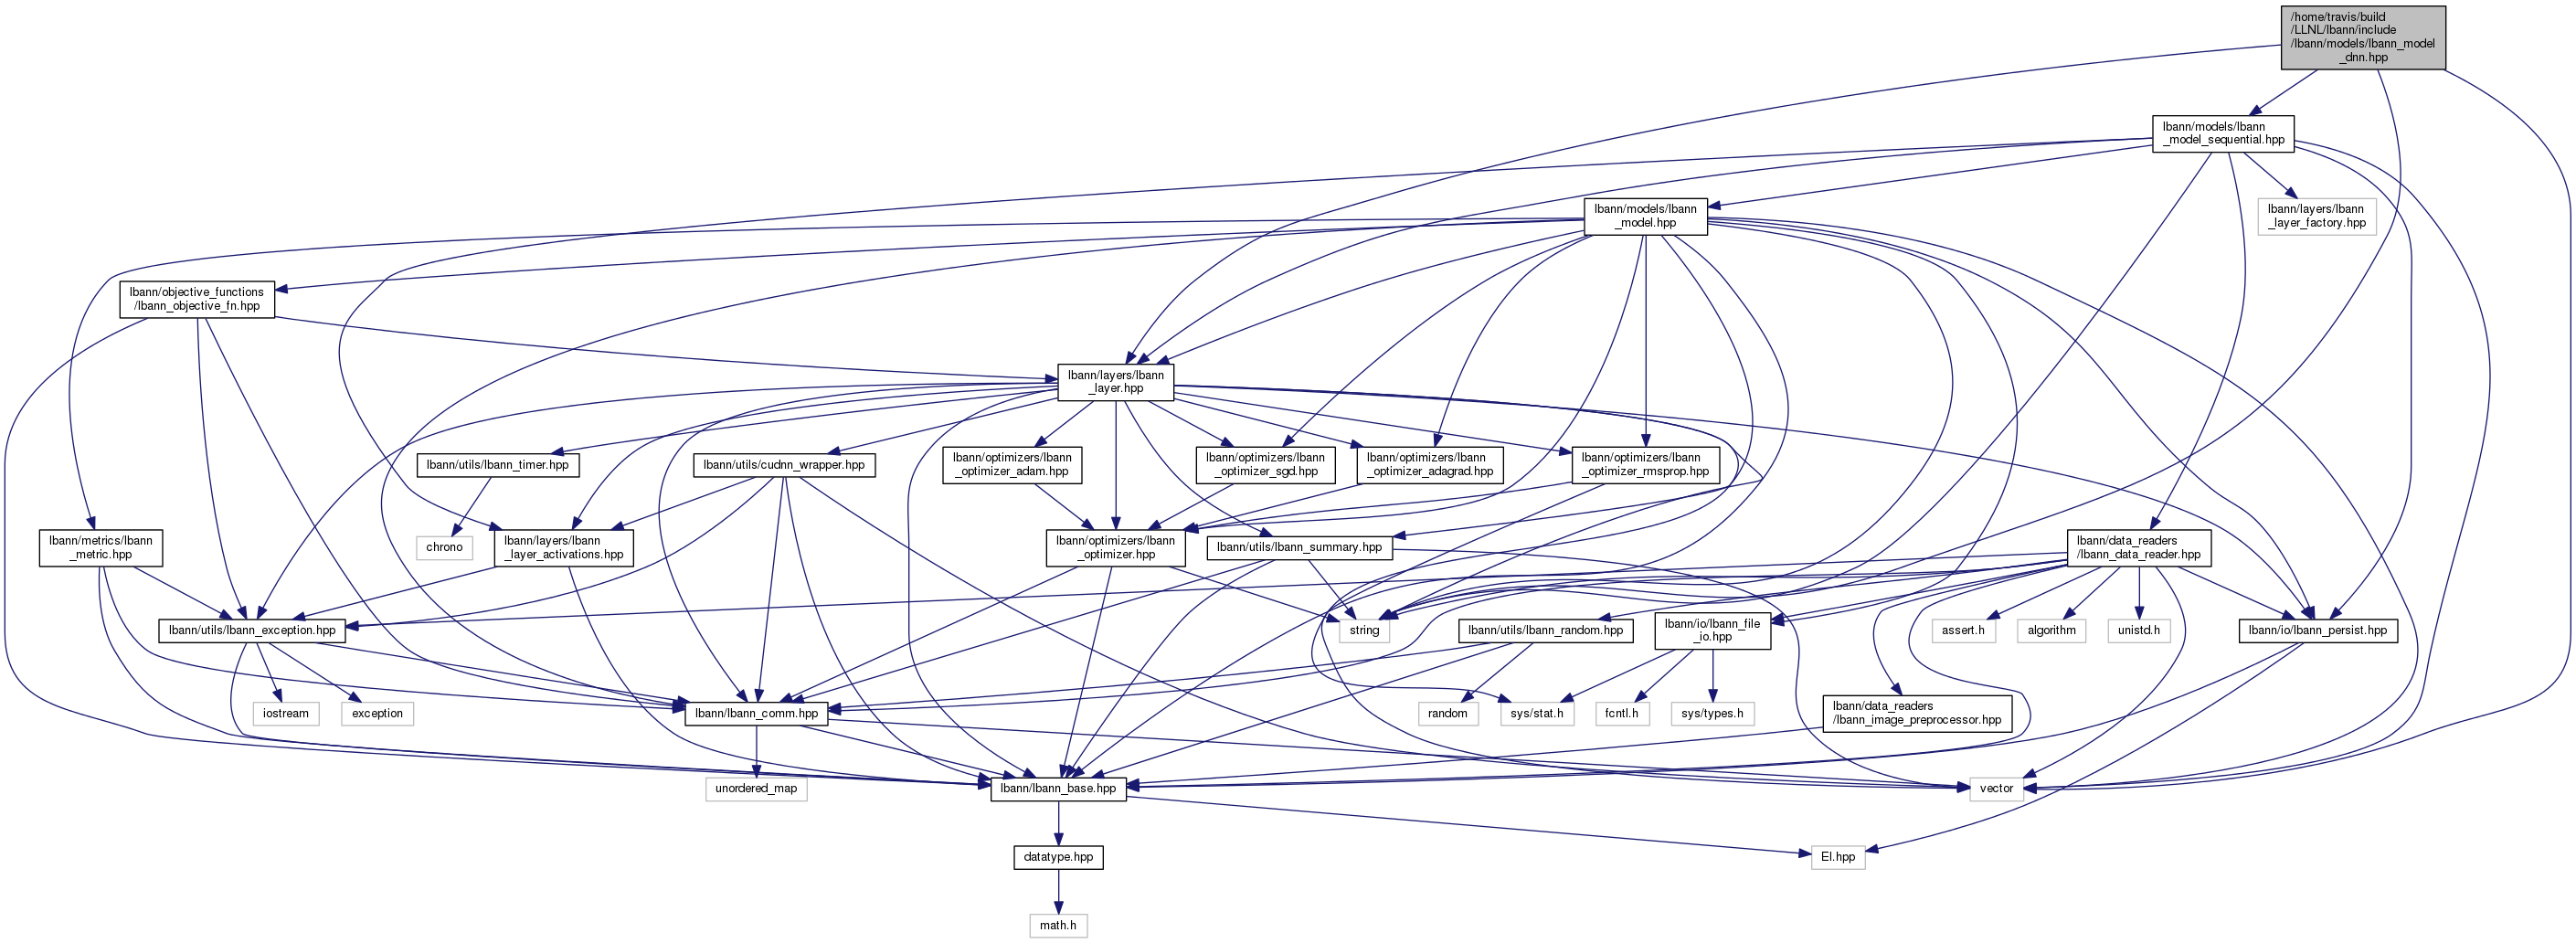 /home/travis/build
/LLNL/lbann/include
/lbann/models/lbann_model
_dnn.hpp
lbann/models/lbann
_model_sequential.hpp
lbann/models/lbann
_model.hpp
lbann/layers/lbann
_layer_factory.hpp
lbann/objective_functions
/lbann_objective_fn.hpp
lbann/layers/lbann
_layer.hpp
lbann/utils/lbann_timer.hpp
lbann/utils/cudnn_wrapper.hpp
lbann/optimizers/lbann
_optimizer_adam.hpp
lbann/optimizers/lbann
_optimizer_sgd.hpp
lbann/optimizers/lbann
_optimizer_adagrad.hpp
lbann/optimizers/lbann
_optimizer_rmsprop.hpp
lbann/metrics/lbann
_metric.hpp
chrono
lbann/layers/lbann
_layer_activations.hpp
lbann/optimizers/lbann
_optimizer.hpp
lbann/utils/lbann_summary.hpp
lbann/data_readers
/lbann_data_reader.hpp
lbann/utils/lbann_exception.hpp
string
lbann/utils/lbann_random.hpp
lbann/io/lbann_file
_io.hpp
assert.h
algorithm
unistd.h
lbann/io/lbann_persist.hpp
iostream
exception
lbann/lbann_comm.hpp
random
sys/stat.h
fcntl.h
sys/types.h
lbann/data_readers
/lbann_image_preprocessor.hpp
unordered_map
lbann/lbann_base.hpp
vector
datatype.hpp
El.hpp
math.h